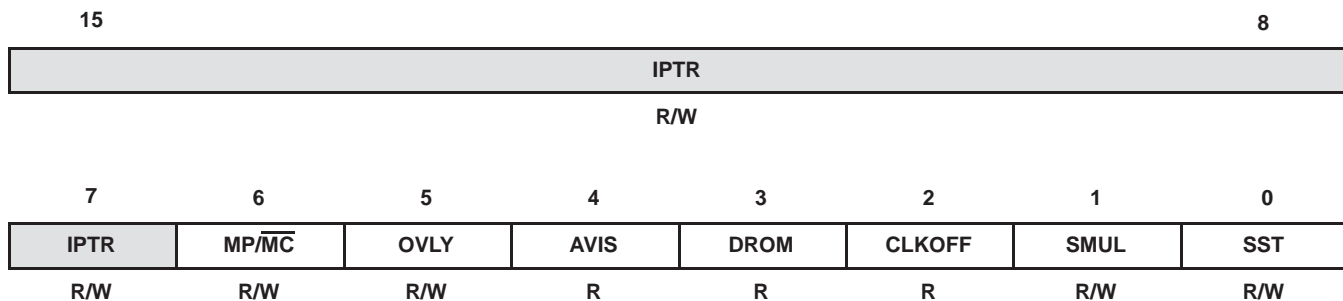 15 8
IPTR
R/W
7 6 5 4 3 2 1 0
IPTR MP/M̅C̅ OVLY AVIS DROM CLKOFF SMUL SST
R/W R/W R/W R R R R/W R/W